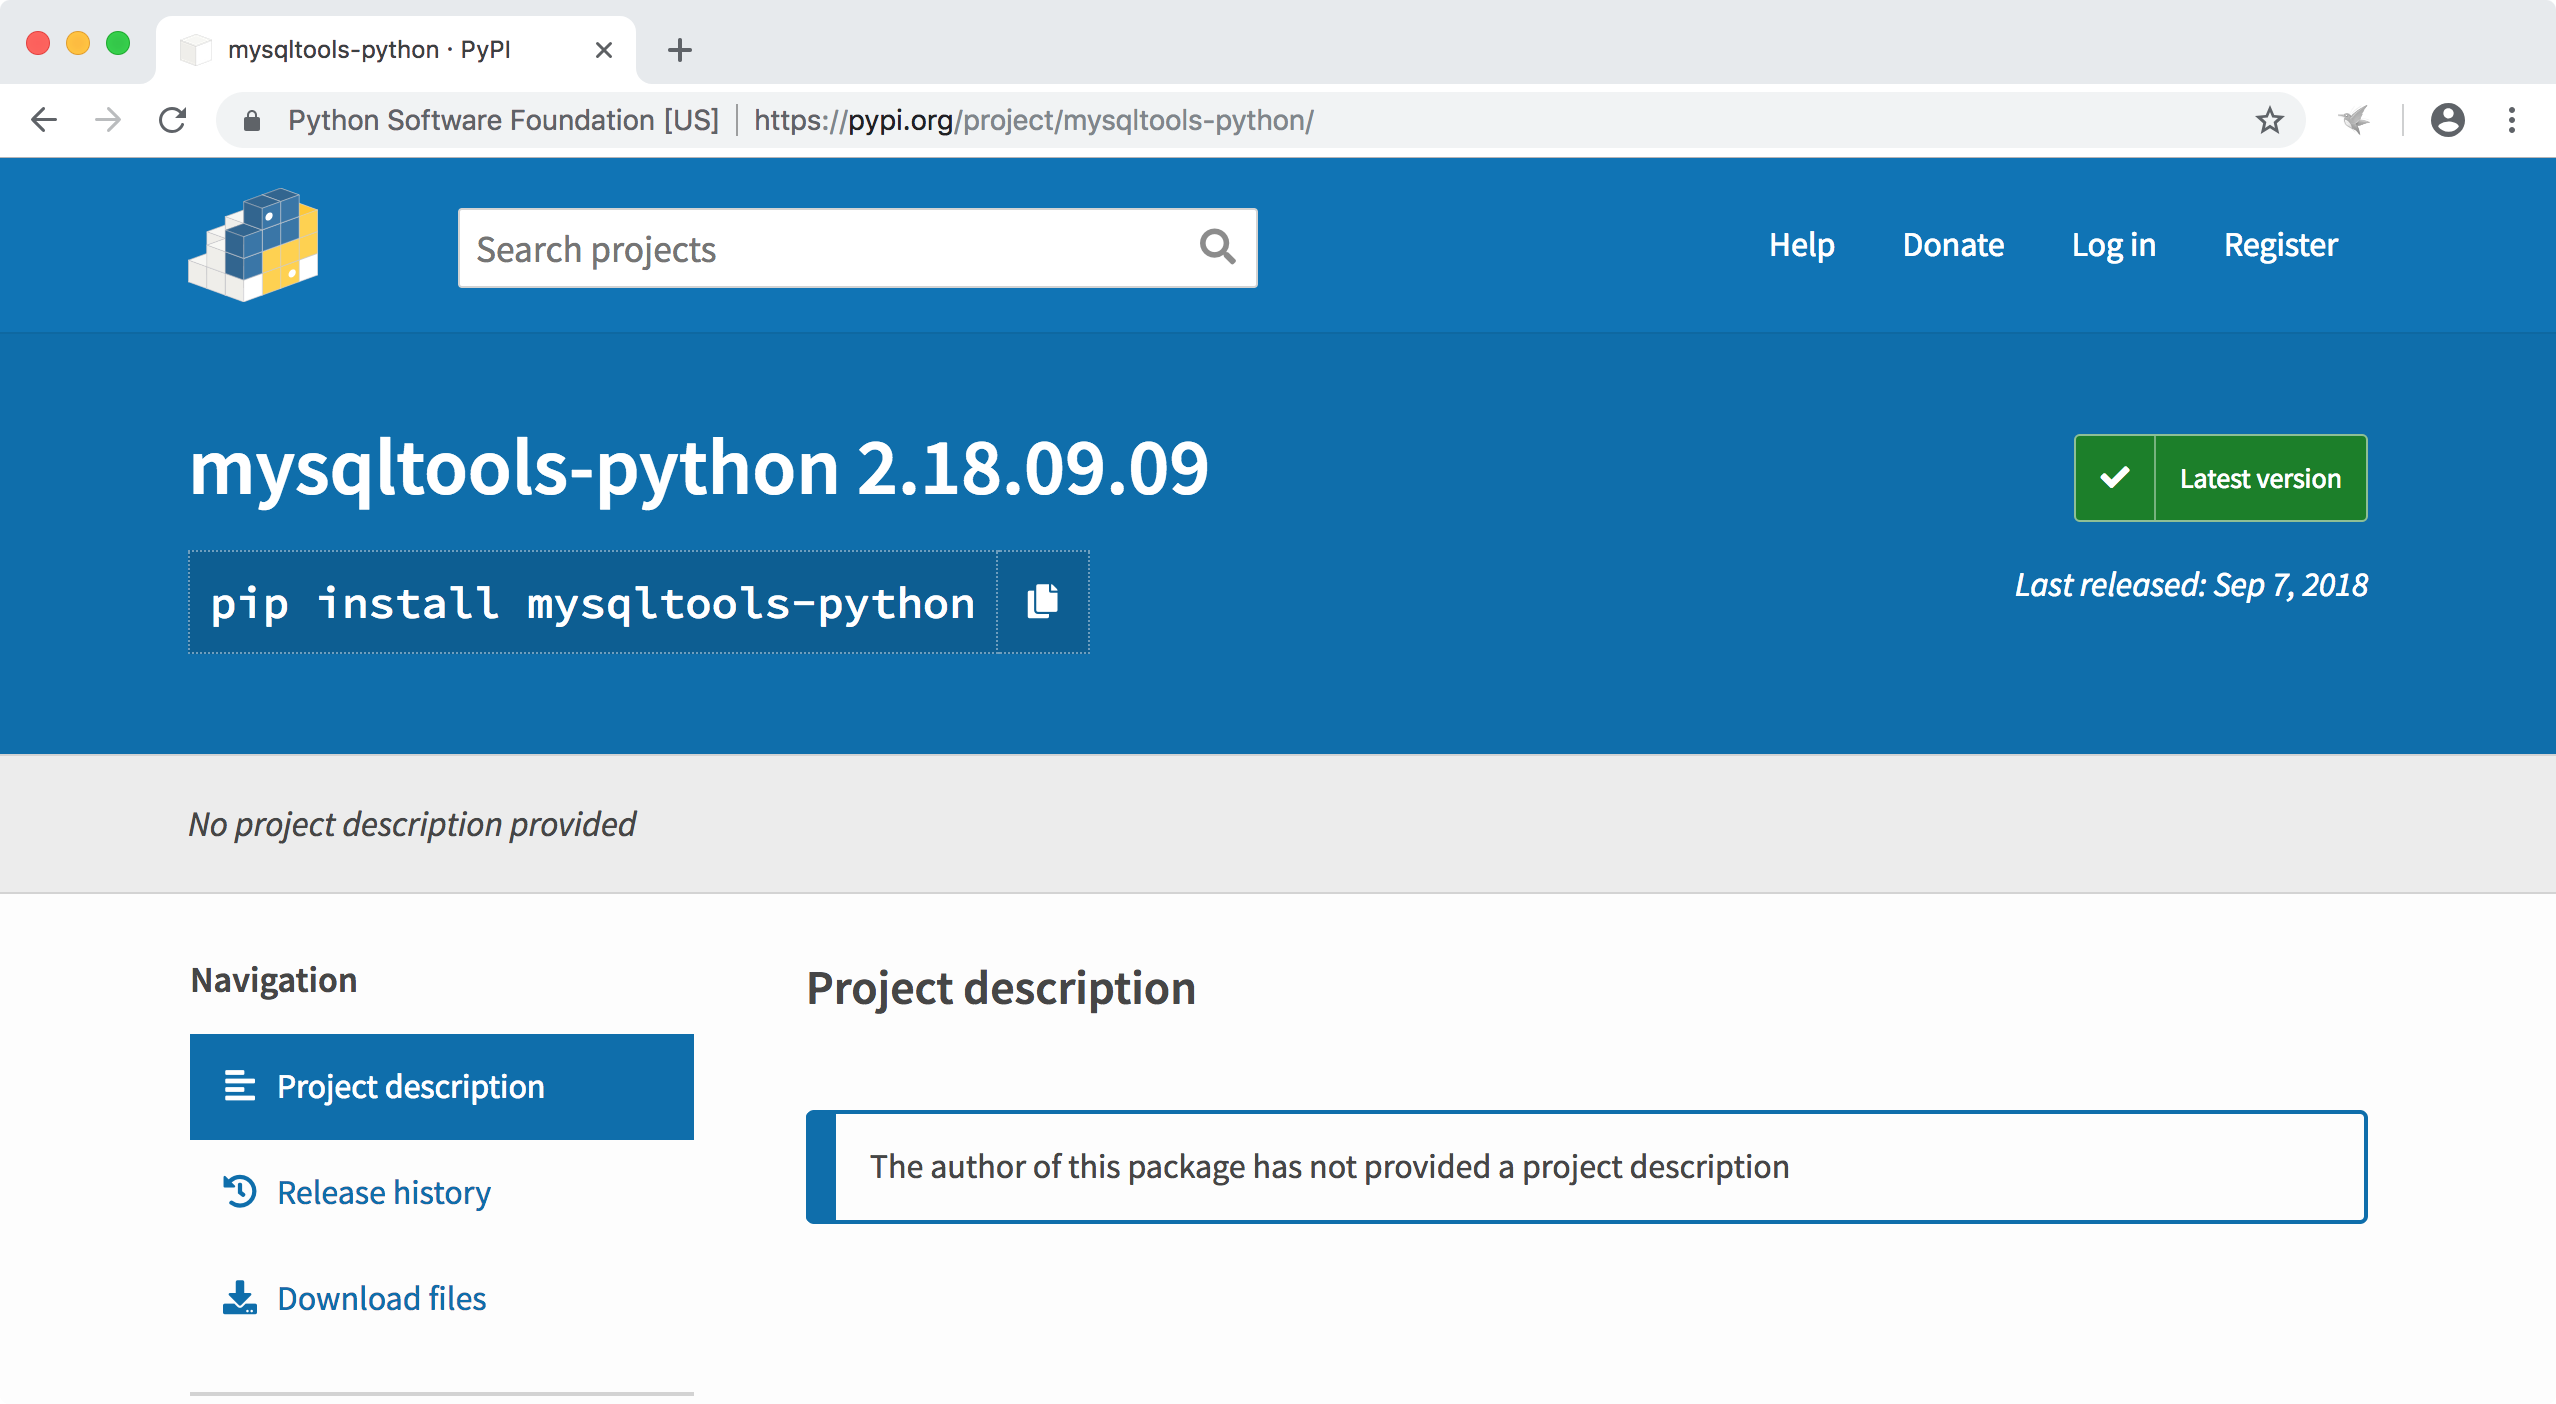 mysqltools-python · PyPI
Python Software Foundation [US] https://pypi.org/project/mysqltools-python/
Search projects
Help Donate Log in Register
mysqltools-python 2.18.09.09
Latest version
pip install mysqltools-python
Last released: Sep 7, 2018
No project description provided
Navigation
Project description
Release history
Download files
Project description
The author of this package has not provided a project description